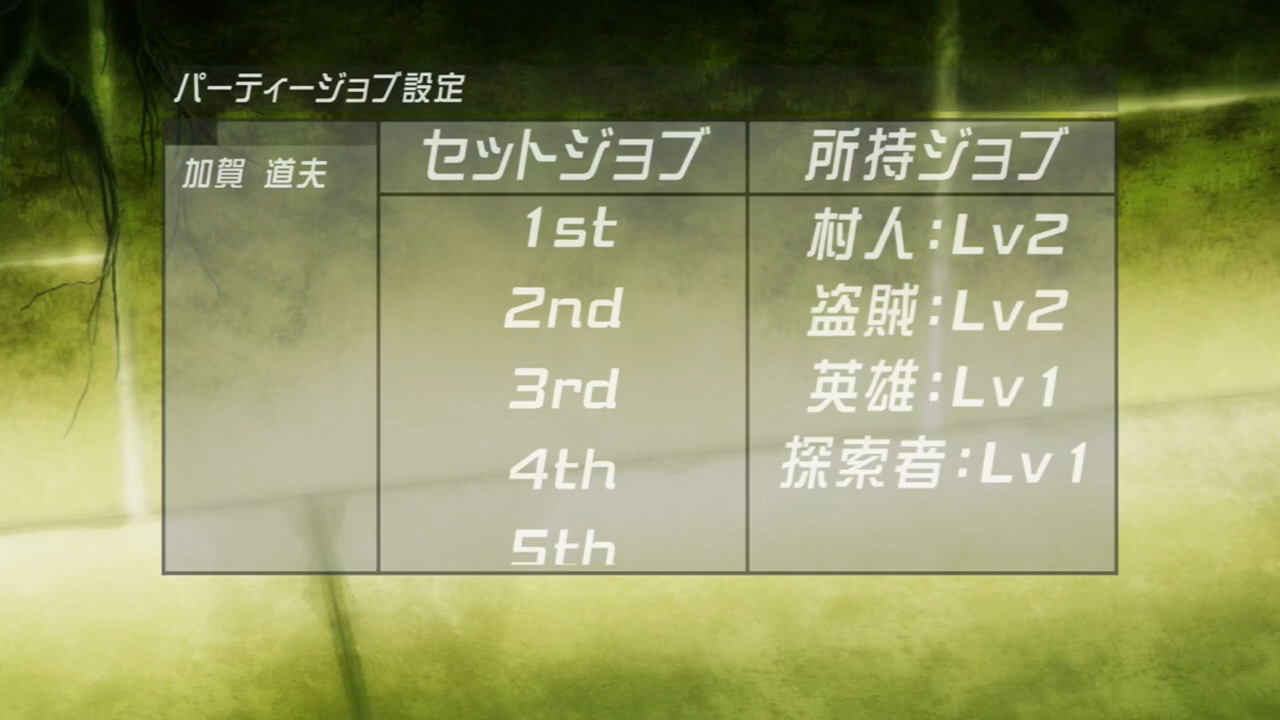 パーティージョブ設定
加賀 道夫
セットジョブ
1st
2nd
3rd
4th
5th
所持ジョブ
村人:Lv2
盗賊:Lv2
英雄:Lv1
探索者:Lv1